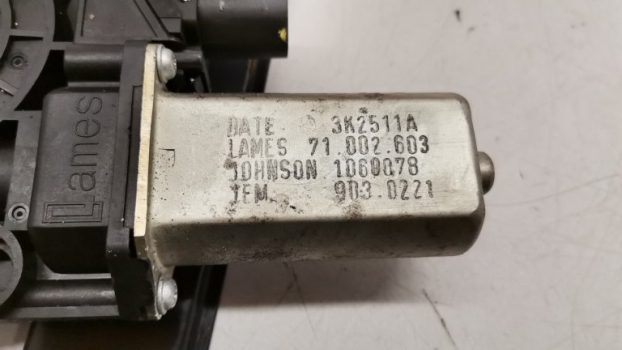 DATE 3K2511A
LAMES 71.002.603
JOHNSON 1060078
TEM. 903.0221
Lames